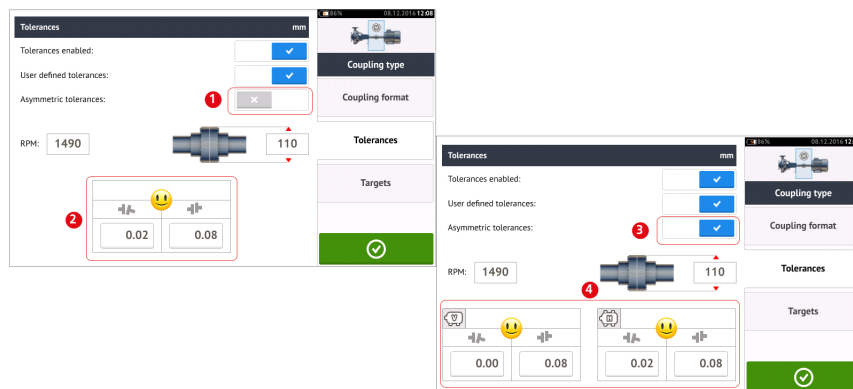 86% 08.12.2016 12:08
Tolerances mm
Tolerances enabled:
User defined tolerances:
Asymmetric tolerances:
1
RPM: 1490 110
2
0.02 0.08
Coupling type
Coupling format
Tolerances
Targets
86% 08.12.2016 12:
Tolerances mm
Tolerances enabled:
User defined tolerances:
Asymmetric tolerances:
3
RPM: 1490 110
4
0.00 0.08 0.02 0.08
Coupling type
Coupling format
Tolerances
Targets